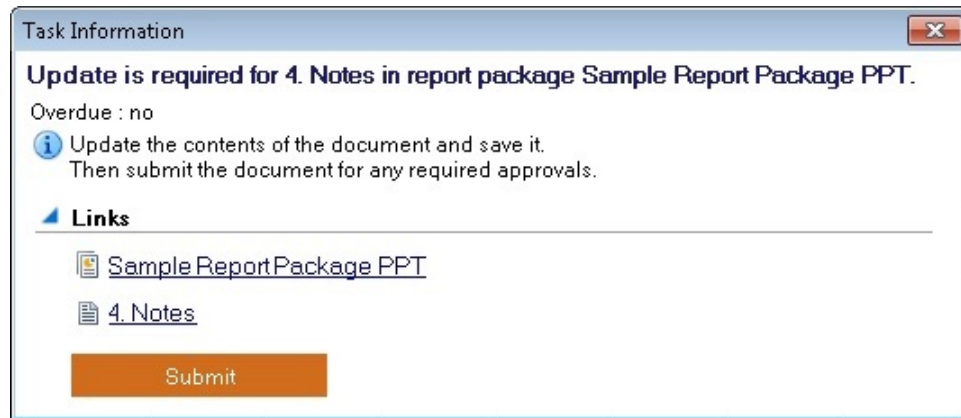 Task Information
Update is required for 4. Notes in report package Sample Report Package PPT.
Overdue : no
Update the contents of the document and save it.
Then submit the document for any required approvals.
Links
Sample Report Package PPT
4. Notes
Submit